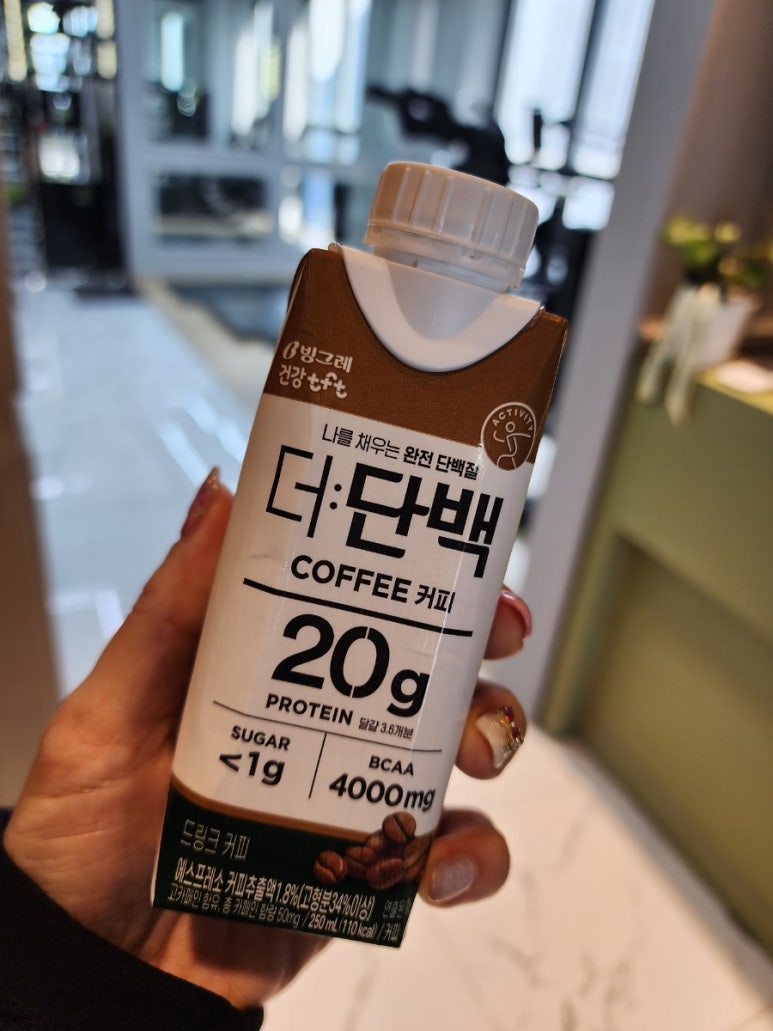 빙그레
건강 tft
ACTIVITY
나를 채우는 완전 단백질
더:단백
COFFEE 커피
20g
PROTEIN 달걀 3.6개분
SUGAR
<1g
BCAA
4000mg
드링크 커피
에스프레소 커피추출액1.8%(고형분34%이상)
고카페인 함유, 총 카페인 함량 50mg / 250 mL (110 kcal) / 커피